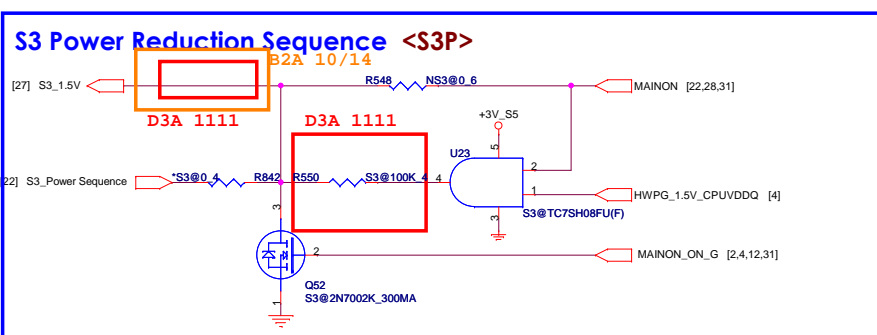 S3 Power Reduction Sequence <S3P>
B2A 10/14
[27] S3_1.5V
R548
NS3@0_6
MAINON [22,28,31]
D3A 1111
D3A 1111
+3V_S5
5
U23
2
22] S3_Power Sequence
*S3@0_4
R842
R550
S3@100K_4
4
1
HWPG_1.5V_CPUVDDQ [4]
3
3
S3@TC7SH08FU(F)
2
MAINON_ON_G [2,4,12,31]
Q52
S3@2N7002K_300MA
1